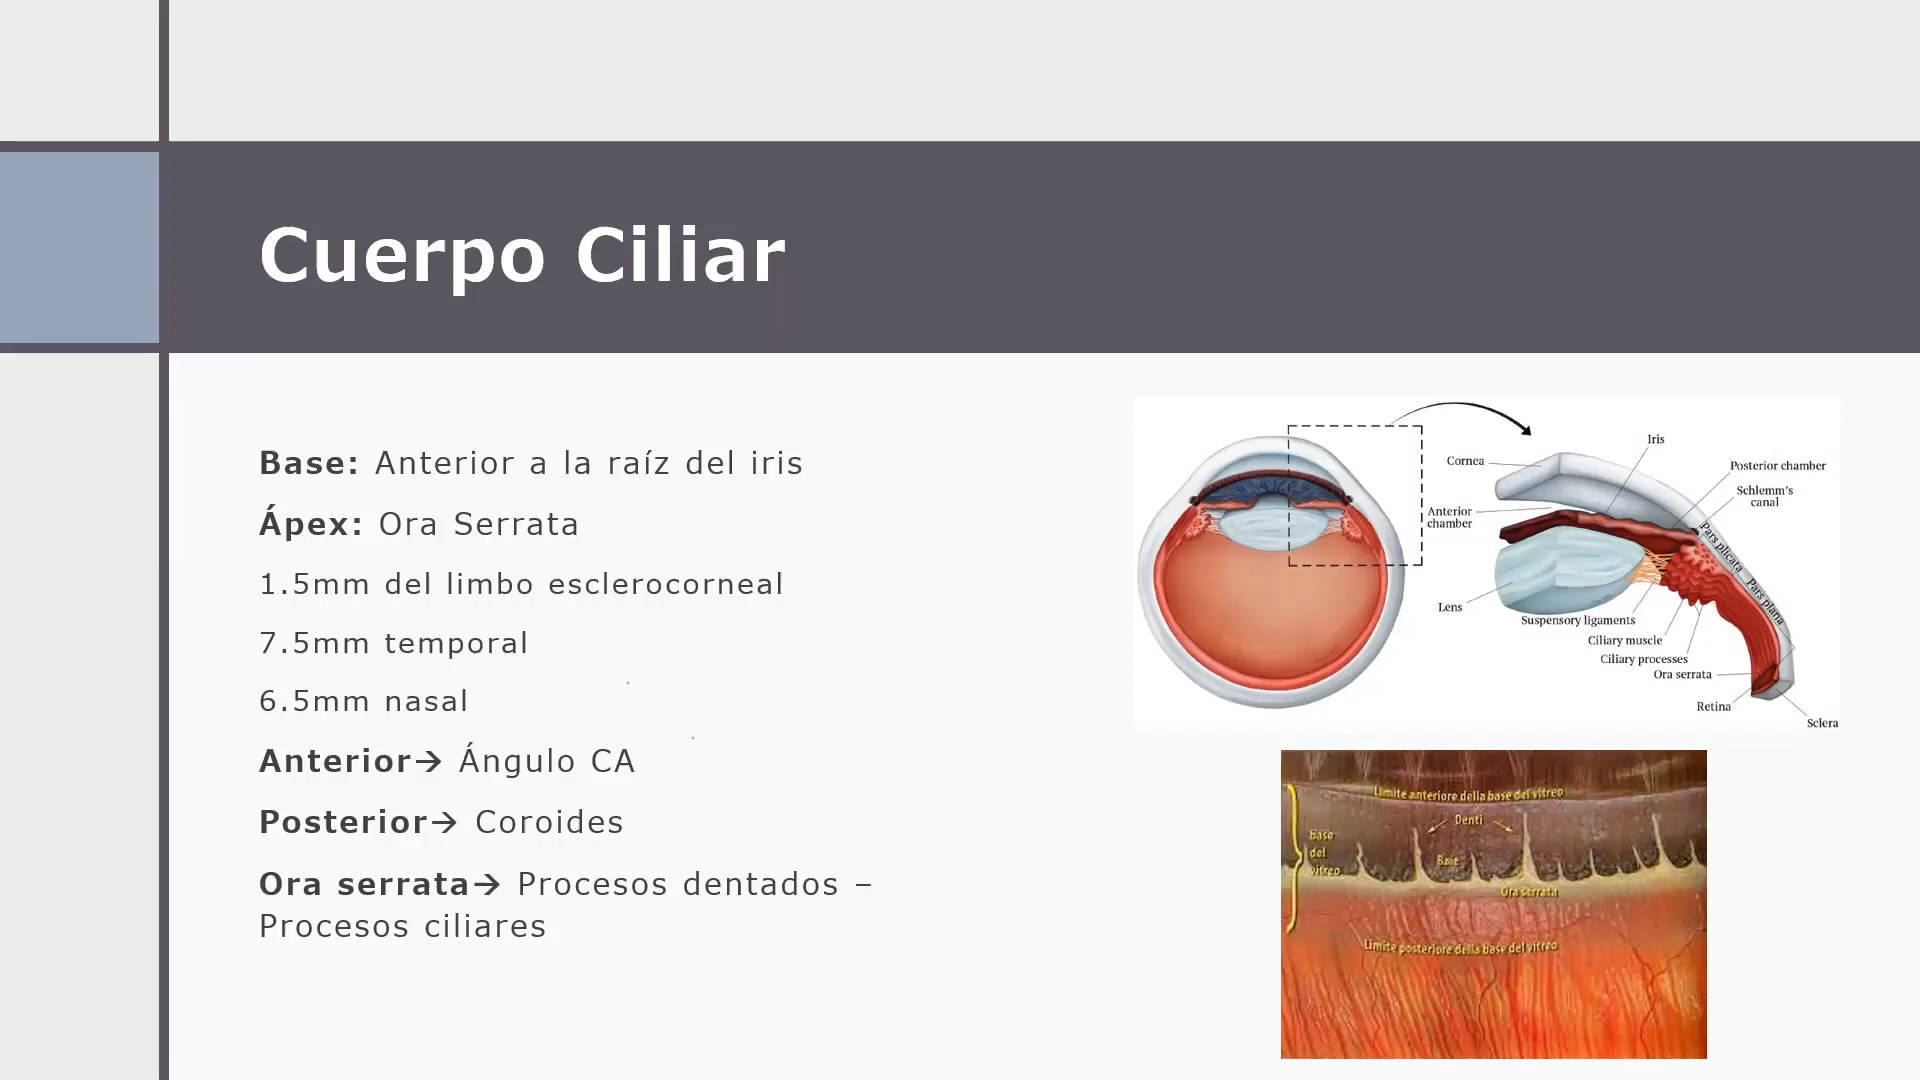 Cuerpo Ciliar
Base: Anterior a la raíz del iris
Ápex: Ora Serrata
1.5mm del limbo esclerocorneal
7.5mm temporal
6.5mm nasal
Anterior→ Ángulo CA
Posterior→ Coroides
Ora serrata→ Procesos dentados –
Procesos ciliares
Iris
Cornea
Posterior chamber
Schlemm's
canal
Anterior
chamber
Pars plicata
Pars plana
Lens
Suspensory ligaments
Ciliary muscle
Ciliary processes
Ora serrata
Retina
Sclera
Limite anteriore della base del vitreo
Denti
Base
del
vitreo
Baie
Ora serrata
Limite posteriore della base del vitreo